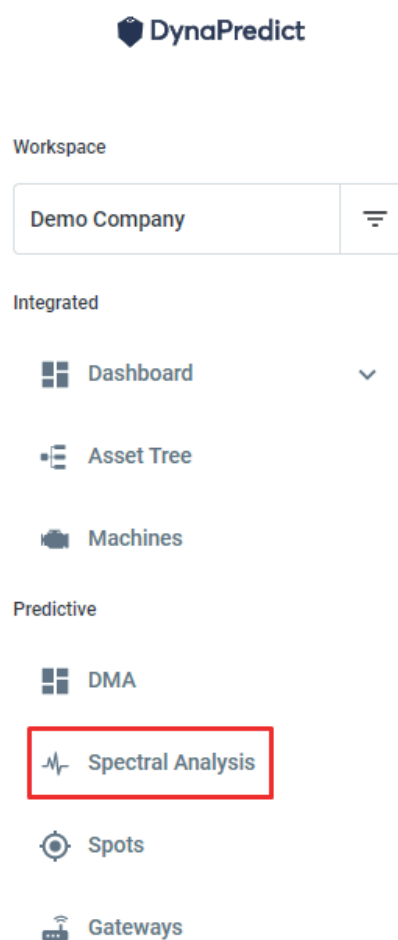 DynaPredict
Workspace
Demo Company
Integrated
Dashboard
Asset Tree
Machines
Predictive
DMA
Spectral Analysis
Spots
Gateways